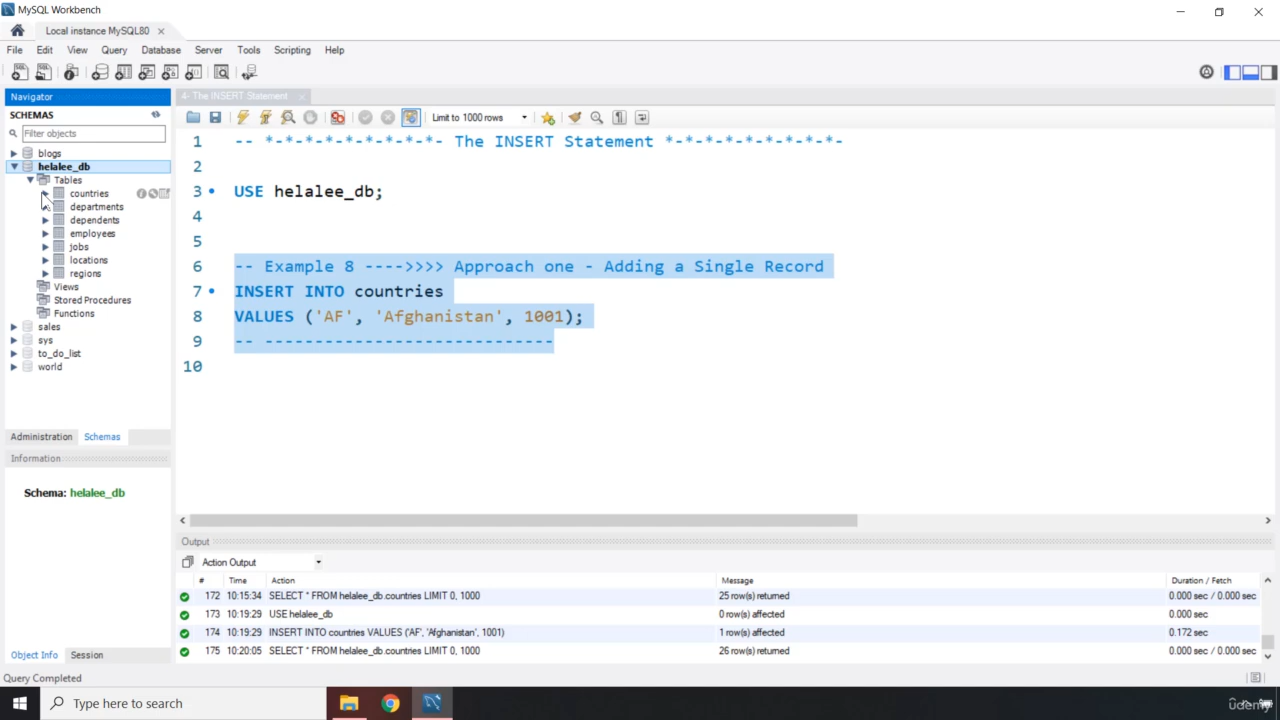 MySQL Workbench
Local instance MySQL80
File Edit View Query Database Server Tools Scripting Help
Navigator
SCHEMAS
Filter objects
blogs
helalee_db
Tables
countries
departments
dependents
employees
jobs
locations
regions
Views
Stored Procedures
Functions
sales
sys
to_do_list
world
Administration Schemas
Information
Schema: helalee_db
Object Info Session
4- The INSERT Statement
Limit to 1000 rows
1 -- *-*-*-*-*-*-*-*-*- The INSERT Statement *-*-*-*-*-*-*-*-*-
2
3 USE helalee_db;
4
5
6 -- Example 8 ---->>>> Approach one - Adding a Single Record
7 INSERT INTO countries
8 VALUES ('AF', 'Afghanistan', 1001);
9 -- -----------------------------
10
Output
Action Output
# Time Action Message Duration / Fetch
172 10:15:34 SELECT * FROM helalee_db.countries LIMIT 0, 1000 25 row(s) returned 0.000 sec / 0.000 sec
173 10:19:29 USE helalee_db 0 row(s) affected 0.000 sec
174 10:19:29 INSERT INTO countries VALUES ('AF', 'Afghanistan', 1001) 1 row(s) affected 0.172 sec
175 10:20:05 SELECT * FROM helalee_db.countries LIMIT 0, 1000 26 row(s) returned 0.000 sec / 0.000 sec
Query Completed
Type here to search
udemy